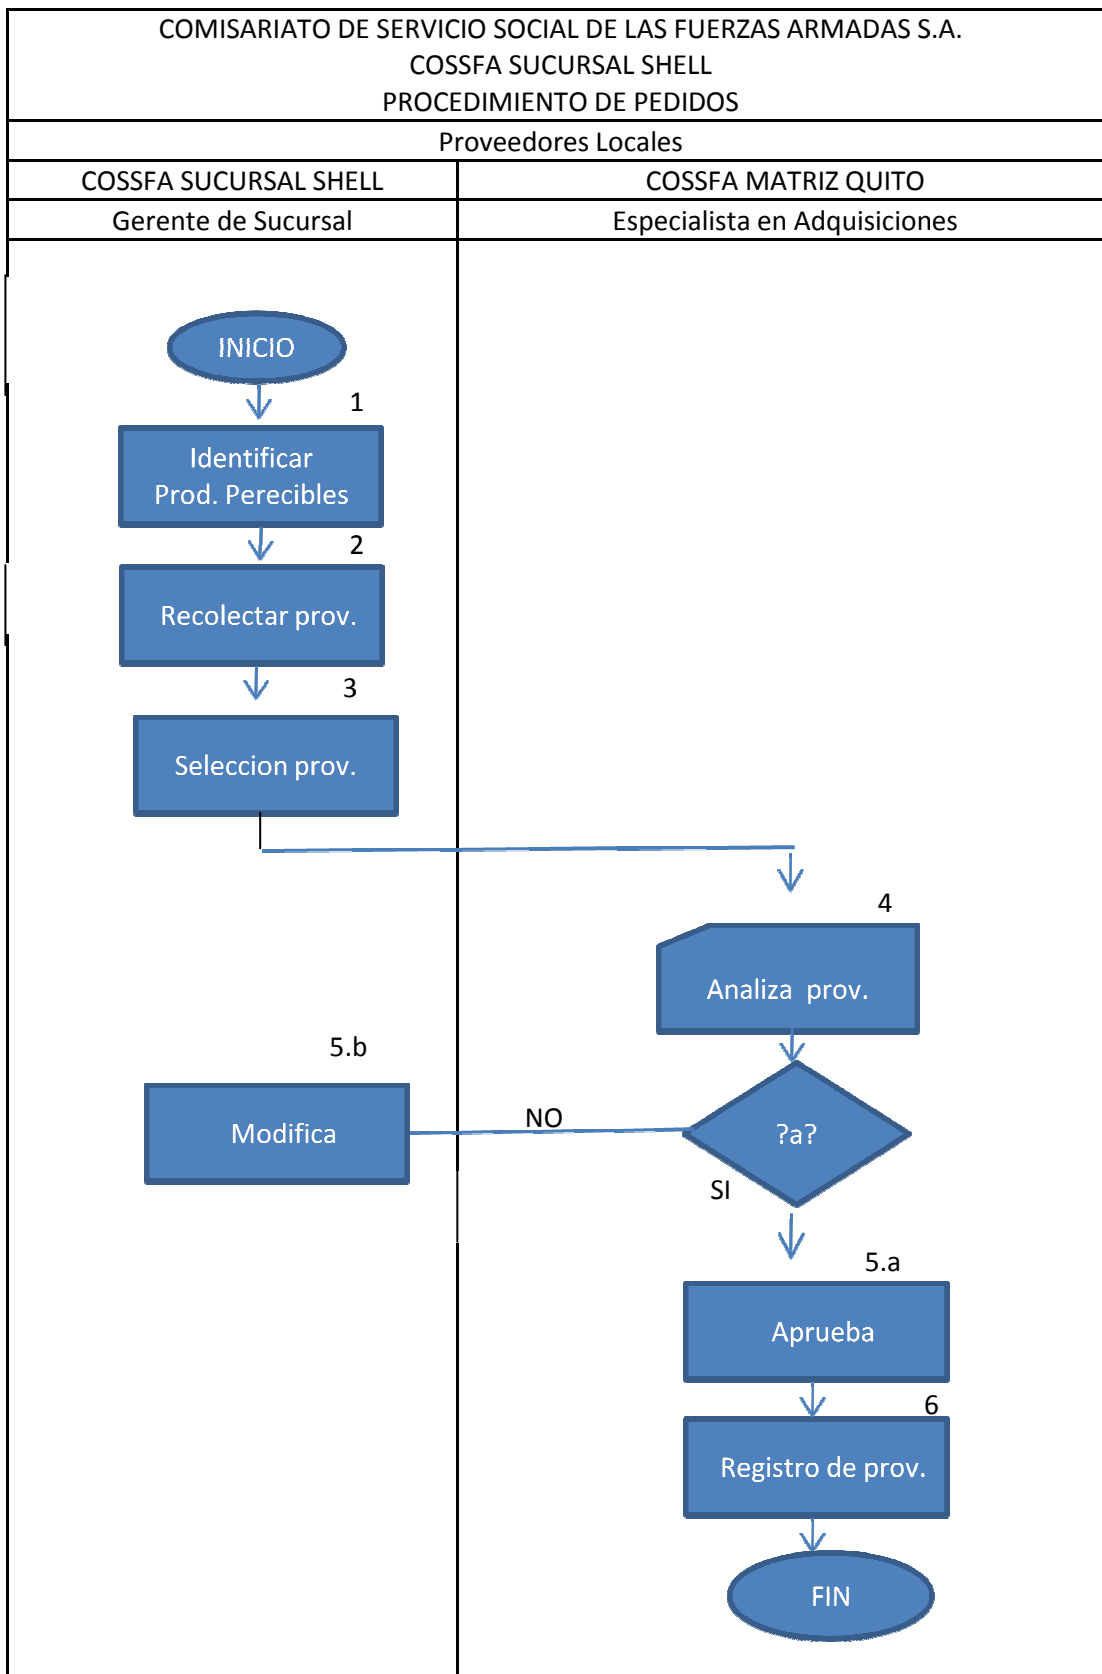 COMISARIATO DE SERVICIO SOCIAL DE LAS FUERZAS ARMADAS S.A.
COSSFA SUCURSAL SHELL
PROCEDIMIENTO DE PEDIDOS
Proveedores Locales
COSSFA SUCURSAL SHELL
COSSFA MATRIZ QUITO
Gerente de Sucursal
Especialista en Adquisiciones
INICIO
1
Identificar
Prod. Perecibles
2
Recolectar prov.
3
Seleccion prov.
4
Analiza prov.
5.b
Modifica
NO
?a?
SI
5.a
Aprueba
6
Registro de prov.
FIN